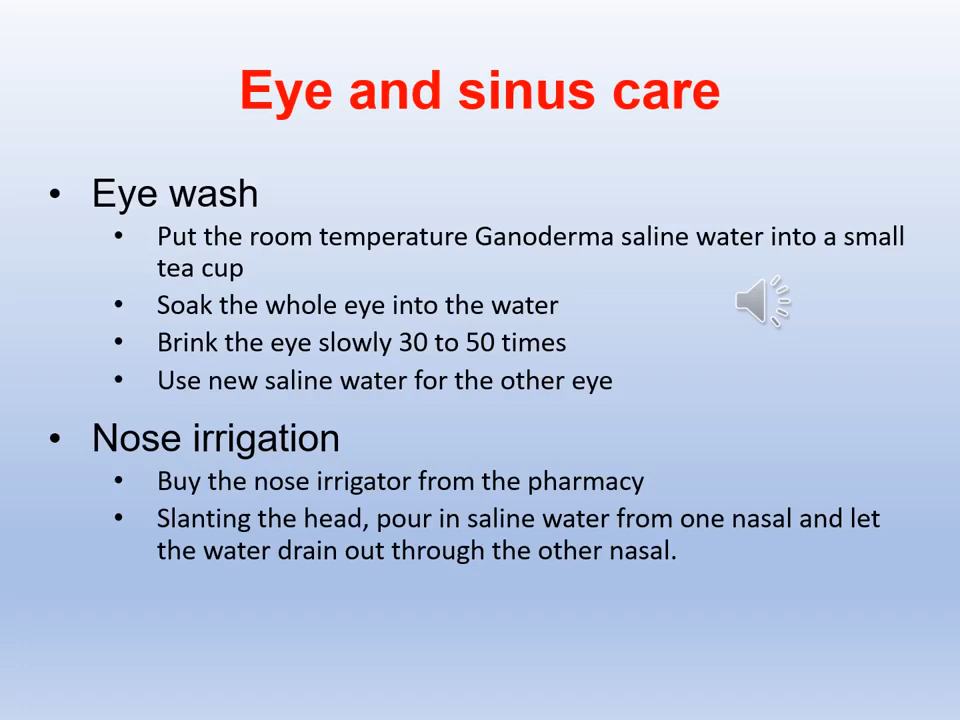 Eye and sinus care
• Eye wash
• Put the room temperature Ganoderma saline water into a small
tea cup
• Soak the whole eye into the water
• Brink the eye slowly 30 to 50 times
• Use new saline water for the other eye
• Nose irrigation
• Buy the nose irrigator from the pharmacy
• Slanting the head, pour in saline water from one nasal and let
the water drain out through the other nasal.